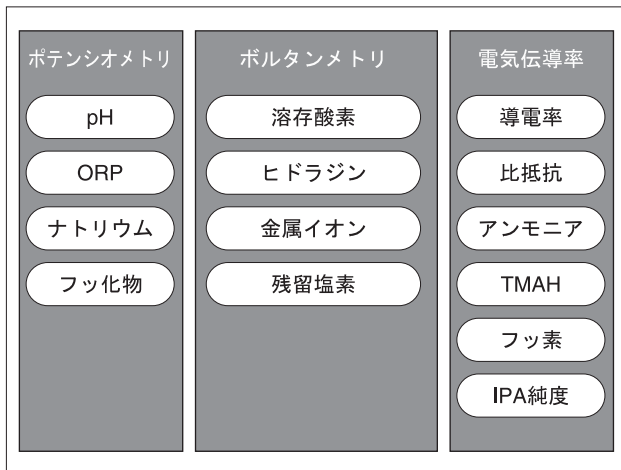 ポテンシオメトリ
pH
ORP
ナトリウム
フッ化物
ボルタンメトリ
溶存酸素
ヒドラジン
金属イオン
残留塩素
電気伝導率
導電率
比抵抗
アンモニア
TMAH
フッ素
IPA純度